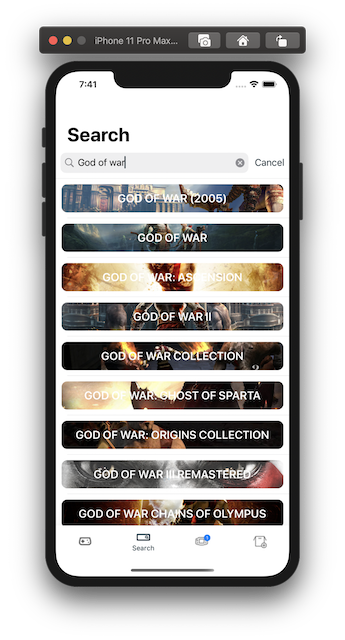 iPhone 11 Pro Max...
7:41
Search
God of war
Cancel
GOD OF WAR (2005)
GOD OF WAR
GOD OF WAR: ASCENSION
GOD OF WAR II
GOD OF WAR COLLECTION
GOD OF WAR: GHOST OF SPARTA
GOD OF WAR: ORIGINS COLLECTION
GOD OF WAR III REMASTERED
GOD OF WAR CHAINS OF OLYMPUS
Search